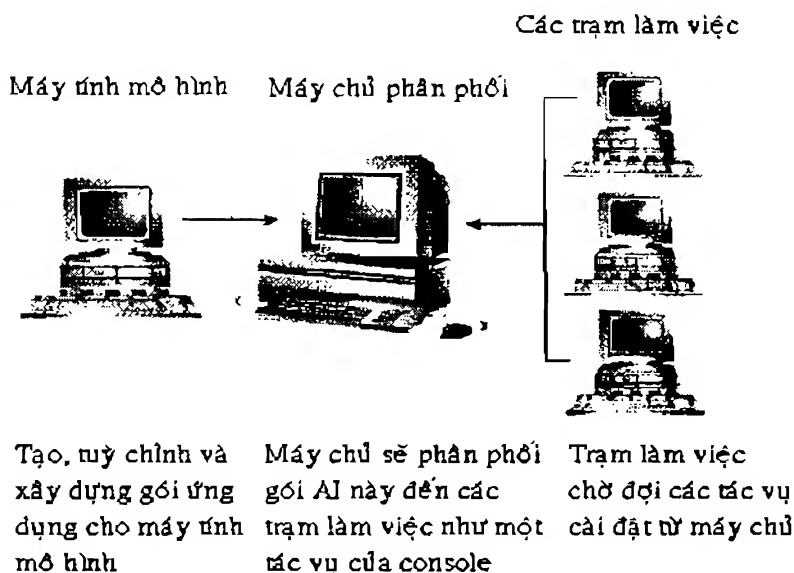 Các trạm làm việc
Máy tính mô hình
Máy chủ phân phối
Tạo, tuỳ chỉnh và
xây dựng gói ứng
dụng cho máy tính
mô hình
Máy chủ sẽ phân phối
gói AI này đến các
trạm làm việc như một
tác vụ của console
Trạm làm việc
chờ đợi các tác vụ
cài đặt từ máy chủ